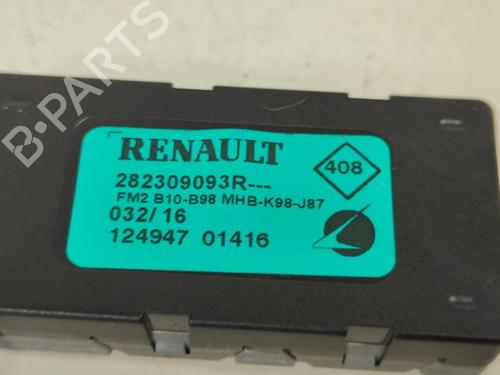 B-PARTS
RENAULT
408
282309093R---
FM2 B10-B98 MHB-K98-J87
032/16
124947 01416